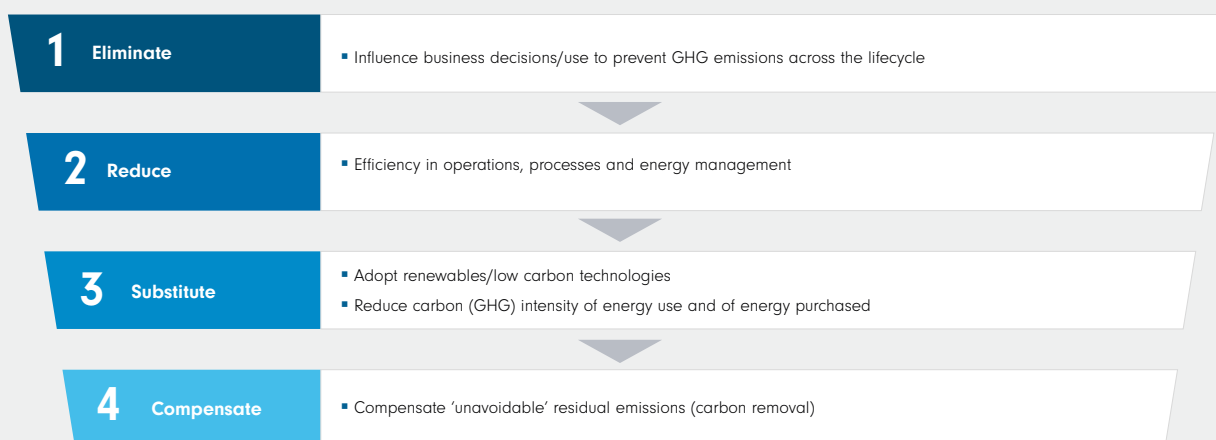 1 Eliminate
▪ Influence business decisions/use to prevent GHG emissions across the lifecycle
2 Reduce
▪ Efficiency in operations, processes and energy management
3 Substitute
▪ Adopt renewables/low carbon technologies
▪ Reduce carbon (GHG) intensity of energy use and of energy purchased
4 Compensate
▪ Compensate ‘unavoidable’ residual emissions (carbon removal)